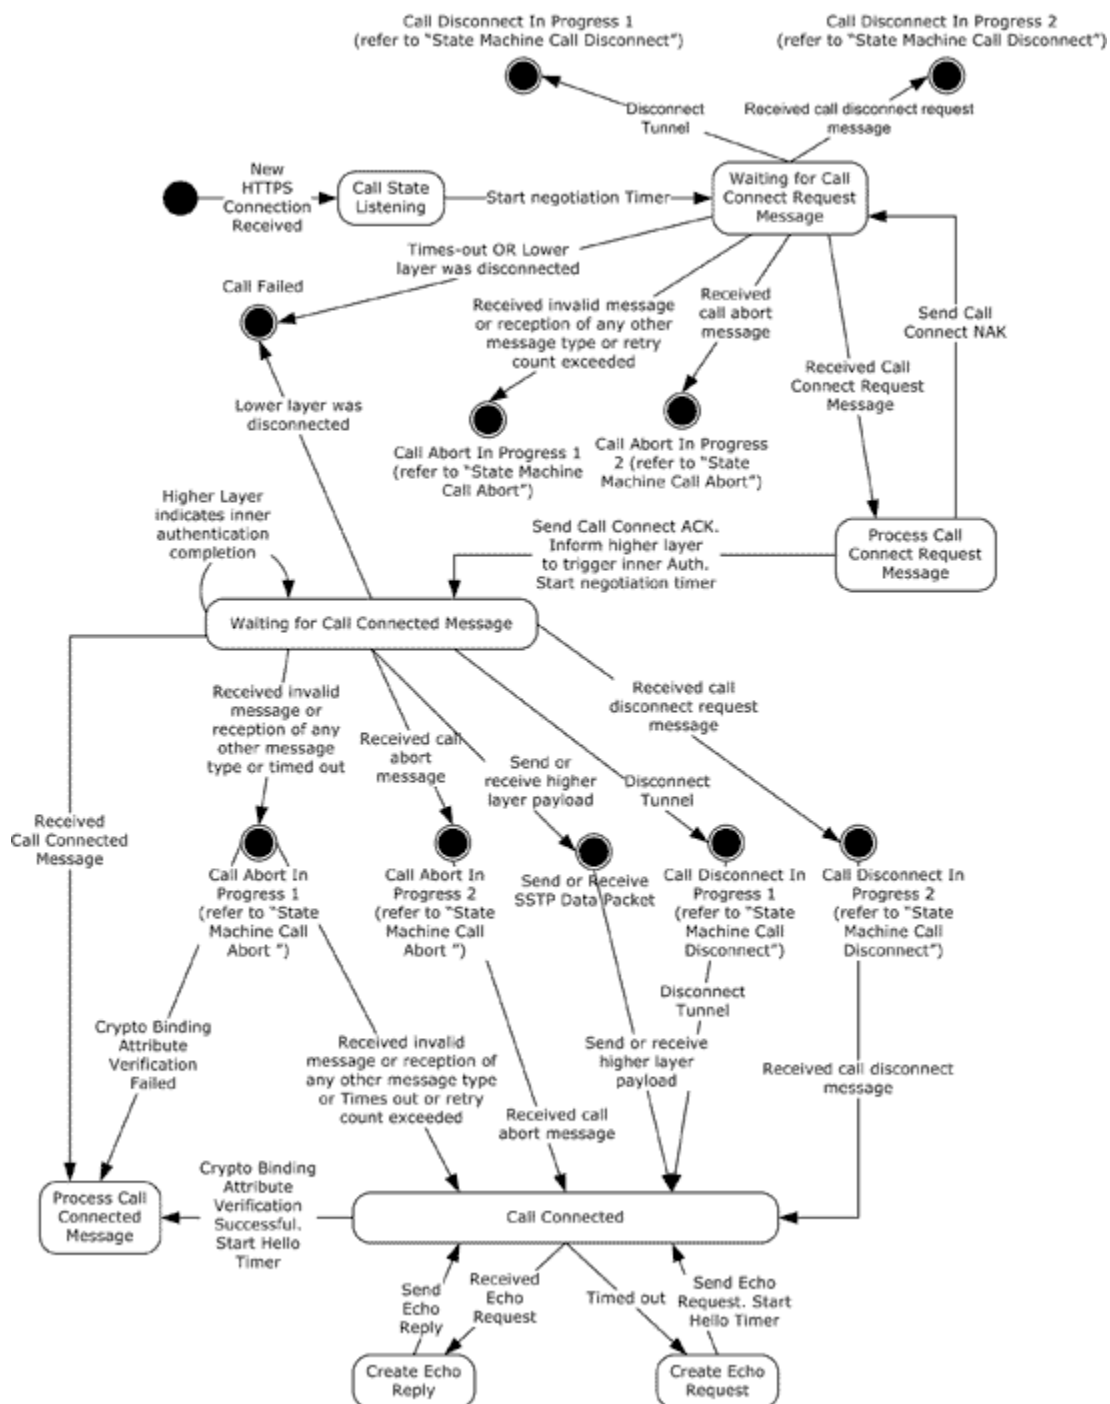 Call Disconnect In Progress 1
(refer to “State Machine Call Disconnect”)
Call Disconnect In Progress 2
(refer to “State Machine Call Disconnect”)
Disconnect
Tunnel
Received call disconnect request
message
New
HTTPS
Connection
Received
Call State
Listening
Start negotiation Timer
Waiting for Call
Connect Request
Message
Times-out OR Lower
layer was disconnected
Call Failed
Received invalid message
or reception of any other
message type or retry
count exceeded
Received
call abort
message
Send Call
Connect NAK
Received Call
Connect Request
Message
Lower layer was
disconnected
Call Abort In Progress 1
(refer to “State Machine
Call Abort”)
Call Abort In Progress
2 (refer to “State
Machine Call Abort”)
Higher Layer
indicates inner
authentication
completion
Send Call Connect ACK.
Inform higher layer
to trigger inner Auth.
Start negotiation timer
Process Call
Connect Request
Message
Waiting for Call Connected Message
Received invalid
message or
reception of any
other message
type or timed out
Received call
abort
message
Send or
receive higher
layer payload
Disconnect
Tunnel
Received call
disconnect request
message
Received
Call Connected
Message
Call Abort In
Progress 1
(refer to “State
Machine Call
Abort ”)
Call Abort In
Progress 2
(refer to “State
Machine Call
Abort ”)
Send or Receive
SSTP Data Packet
Call Disconnect In
Progress 1
(refer to “State
Machine Call
Disconnect”)
Call Disconnect In
Progress 2
(refer to “State
Machine Call
Disconnect”)
Crypto Binding
Attribute
Verification
Failed
Received invalid
message or reception of
any other message type
or Times out or retry
count exceeded
Received call
abort message
Send or receive
higher layer
payload
Disconnect
Tunnel
Received call disconnect
message
Process Call
Connected
Message
Crypto Binding
Attribute
Verification
Successful.
Start Hello
Timer
Call Connected
Send
Echo
Reply
Received
Echo
Request
Timed out
Send Echo
Request. Start
Hello Timer
Create Echo
Reply
Create Echo
Request